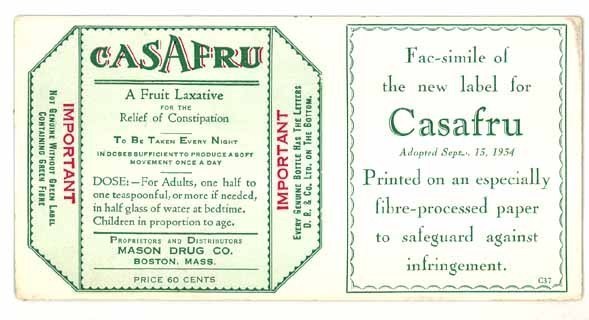 CASAFRU
A Fruit Laxative
FOR THE
Relief of Constipation
TO BE TAKEN EVERY NIGHT
IN DOSES SUFFICIENT TO PRODUCE A SOFT
MOVEMENT ONCE A DAY
DOSE:—For Adults, one half to
one teaspoonful, or more if needed,
in half glass of water at bedtime.
Children in proportion to age.
PROPRIETORS AND DISTRIBUTORS
MASON DRUG CO.
BOSTON, MASS.
PRICE 60 CENTS
IMPORTANT
NOT GENUINE WITHOUT GREEN LABEL
CONTAINING GREEN FIBRE
IMPORTANT
EVERY GENUINE BOTTLE HAS THE LETTERS
D. R. & CO. LTD. ON THE BOTTOM.
Fac-simile of
the new label for
Casafru
Adopted Sept. 15, 1934
Printed on an especially
fibre-processed paper
to safeguard against
infringement.
C37